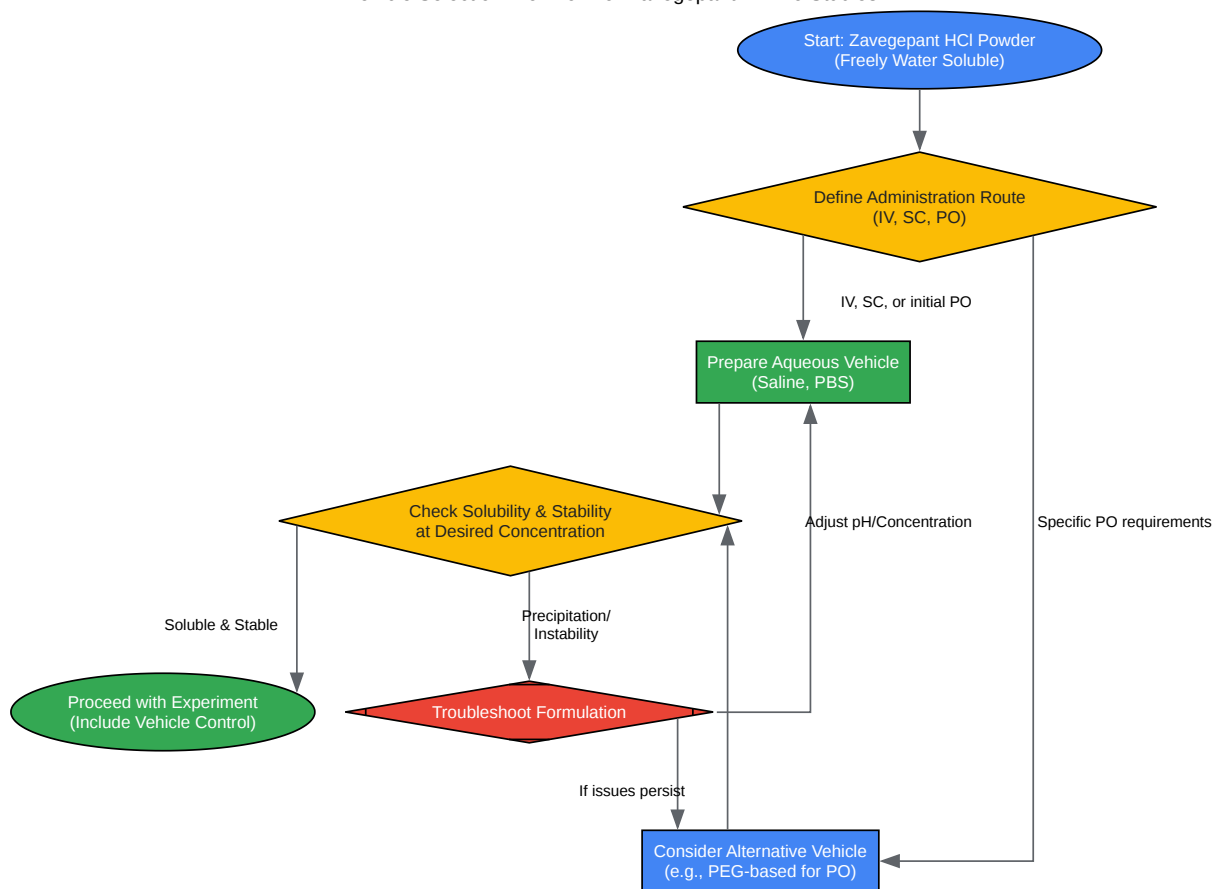 Start: Zavegepant HCl Powder
(Freely Water Soluble)
Define Administration Route
(IV, SC, PO)
IV, SC, or initial PO
Prepare Aqueous Vehicle
(Saline, PBS)
Check Solubility & Stability
at Desired Concentration
Adjust pH/Concentration
Specific PO requirements
Soluble & Stable
Precipitation/
Instability
Proceed with Experiment
(Include Vehicle Control)
Troubleshoot Formulation
If issues persist
Consider Alternative Vehicle
(e.g., PEG-based for PO)